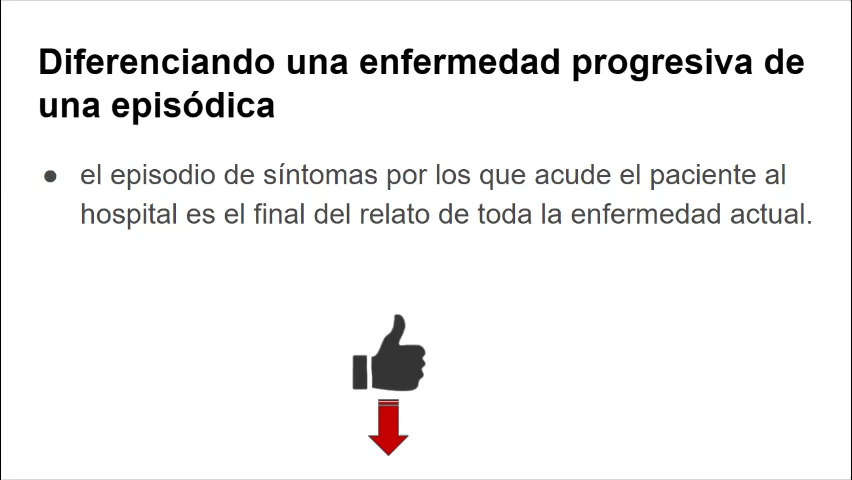 Diferenciando una enfermedad progresiva de
una episódica
● el episodio de síntomas por los que acude el paciente al
hospital es el final del relato de toda la enfermedad actual.